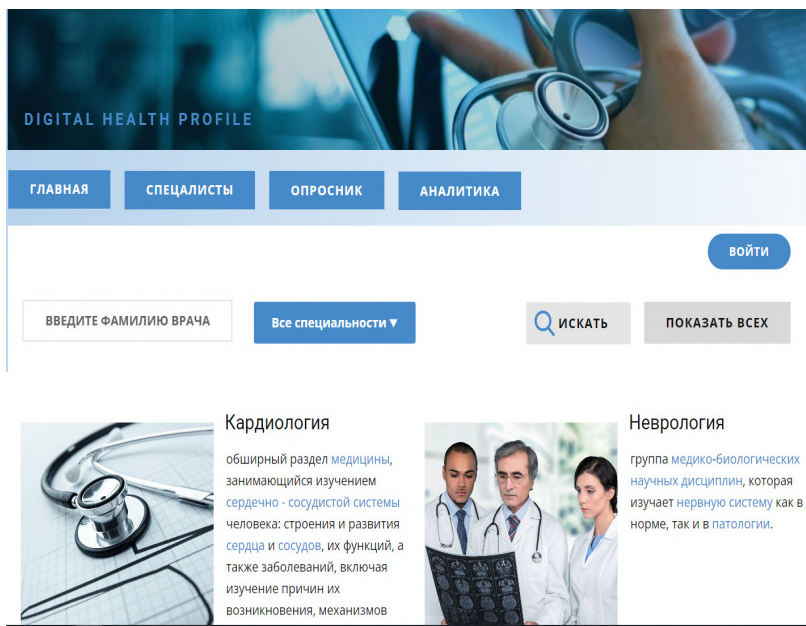 DIGITAL HEALTH PROFILE
ГЛАВНАЯ
СПЕЦАЛИСТЫ
ОПРОСНИК
АНАЛИТИКА
ВОЙТИ
ВВЕДИТЕ ФАМИЛИЮ ВРАЧА
Все специальности ▼
ИСКАТЬ
ПОКАЗАТЬ ВСЕХ
Кардиология
обширный раздел медицины,
занимающийся изучением
сердечно - сосудистой системы
человека: строения и развития
сердца и сосудов, их функций, а
также заболеваний, включая
изучение причин их
возникновения, механизмов
Неврология
группа медико-биологических
научных дисциплин, которая
изучает нервную систему как в
норме, так и в патологии.